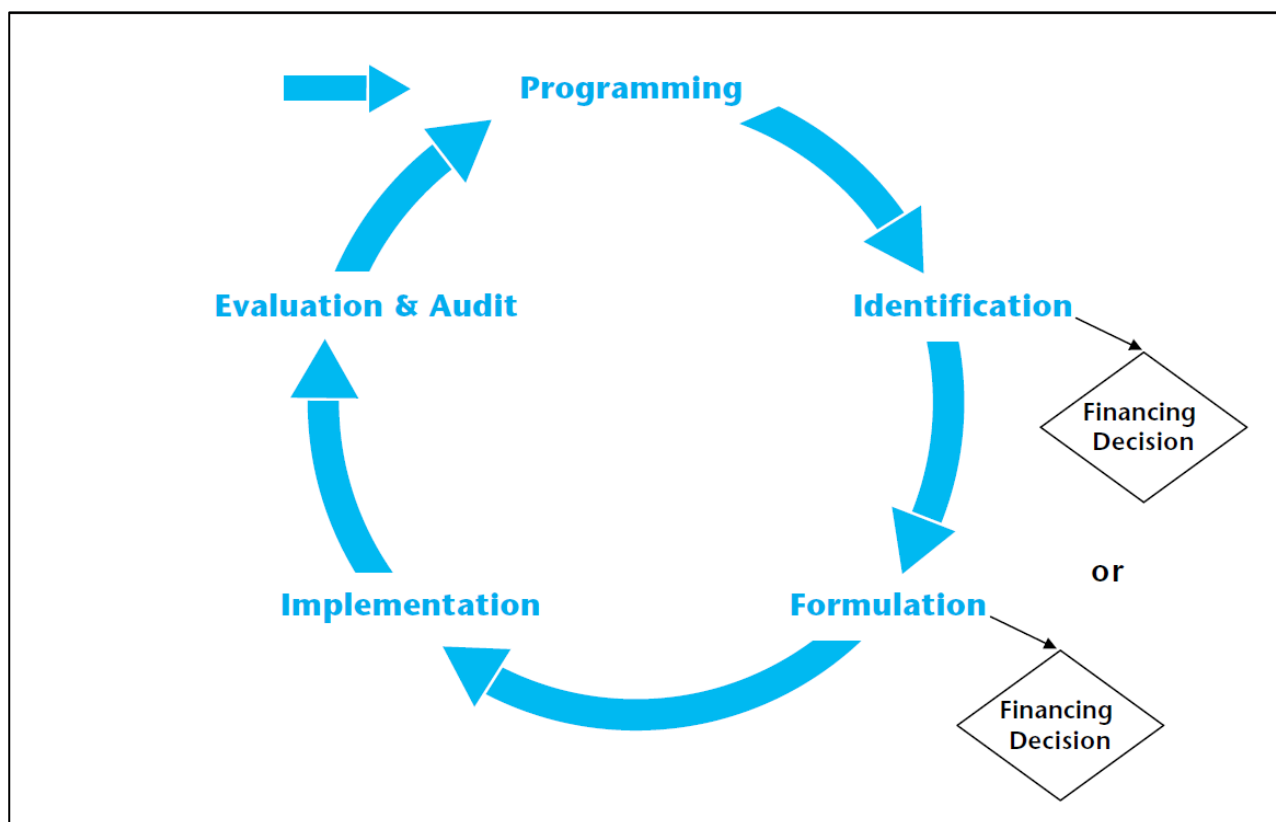 Programming
Evaluation & Audit
Identification
Financing
Decision
or
Implementation
Formulation
Financing
Decision